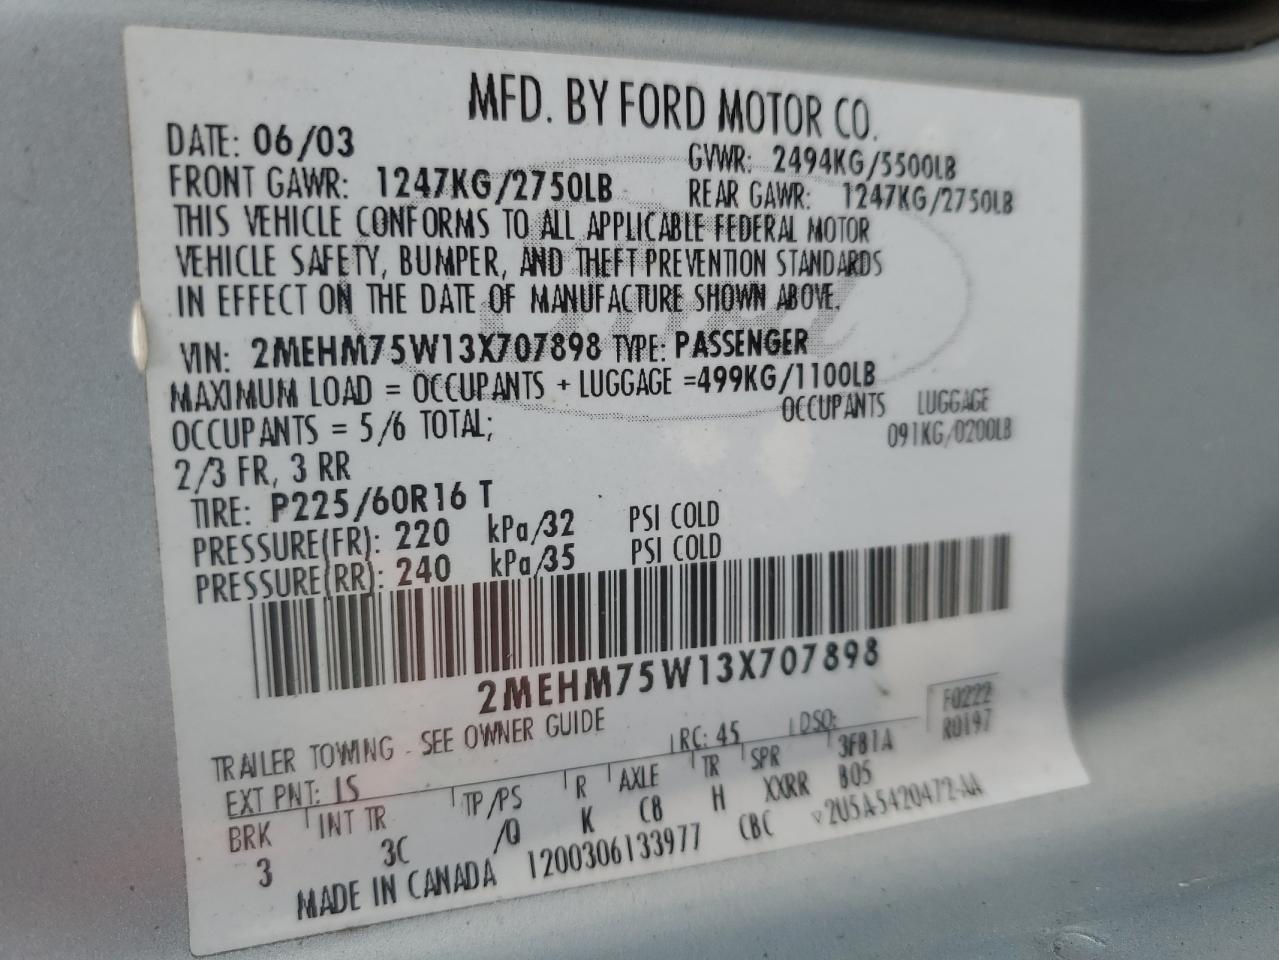 MFD. BY FORD MOTOR CO.
DATE: 06/03 GVWR: 2494KG/5500LB
FRONT GAWR: 1247KG/2750LB REAR GAWR: 1247KG/2750LB
THIS VEHICLE CONFORMS TO ALL APPLICABLE FEDERAL MOTOR
VEHICLE SAFETY, BUMPER, AND THEFT PREVENTION STANDARDS
IN EFFECT ON THE DATE OF MANUFACTURE SHOWN ABOVE.
VIN: 2MEHM75W13X707898 TYPE: PASSENGER
MAXIMUM LOAD = OCCUPANTS + LUGGAGE =499KG/1100LB
OCCUPANTS = 5/6 TOTAL; OCCUPANTS LUGGAGE
2/3 FR, 3 RR 091KG/0200LB
TIRE: P225/60R16 T
PRESSURE(FR): 220 kPa/32 PSI COLD
PRESSURE(RR): 240 kPa/35 PSI COLD
2MEHM75W13X707898
TRAILER TOWING - SEE OWNER GUIDE F0222
EXT PNT: IS RC: 45 DSO: R0197
BRK INT TR TP/PS R AXLE TR SPR 3F81A
3 3C /0 K C8 H XXRR B05
MADE IN CANADA 1200306133977 CBC v2U5A-5420472-AA